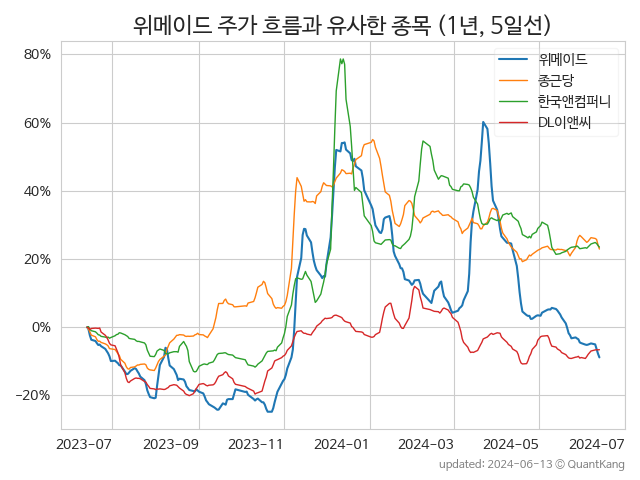 위메이드 주가 흐름과 유사한 종목 (1년, 5일선)
위메이드
종근당
한국앤컴퍼니
DL이앤씨
80%
60%
40%
20%
0%
−20%
2023-07
2023-09
2023-11
2024-01
2024-03
2024-05
2024-07
updated: 2024-06-13 © QuantKang